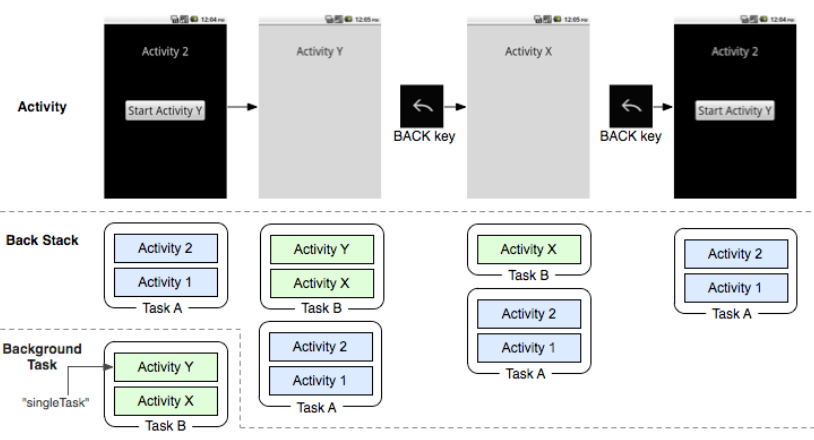 12:04 PM
12:05 PM
12:05 PM
12:04 PM
Activity 2
Activity Y
Activity X
Activity 2
Activity
Start Activity Y
Start Activity Y
BACK key
BACK key
Back Stack
Activity 2
Activity 1
Task A
Activity Y
Activity X
Task B
Activity 2
Activity 1
Task A
Activity X
Task B
Activity 2
Activity 1
Task A
Activity 2
Activity 1
Task A
Background
Task
"singleTask"
Activity Y
Activity X
Task B